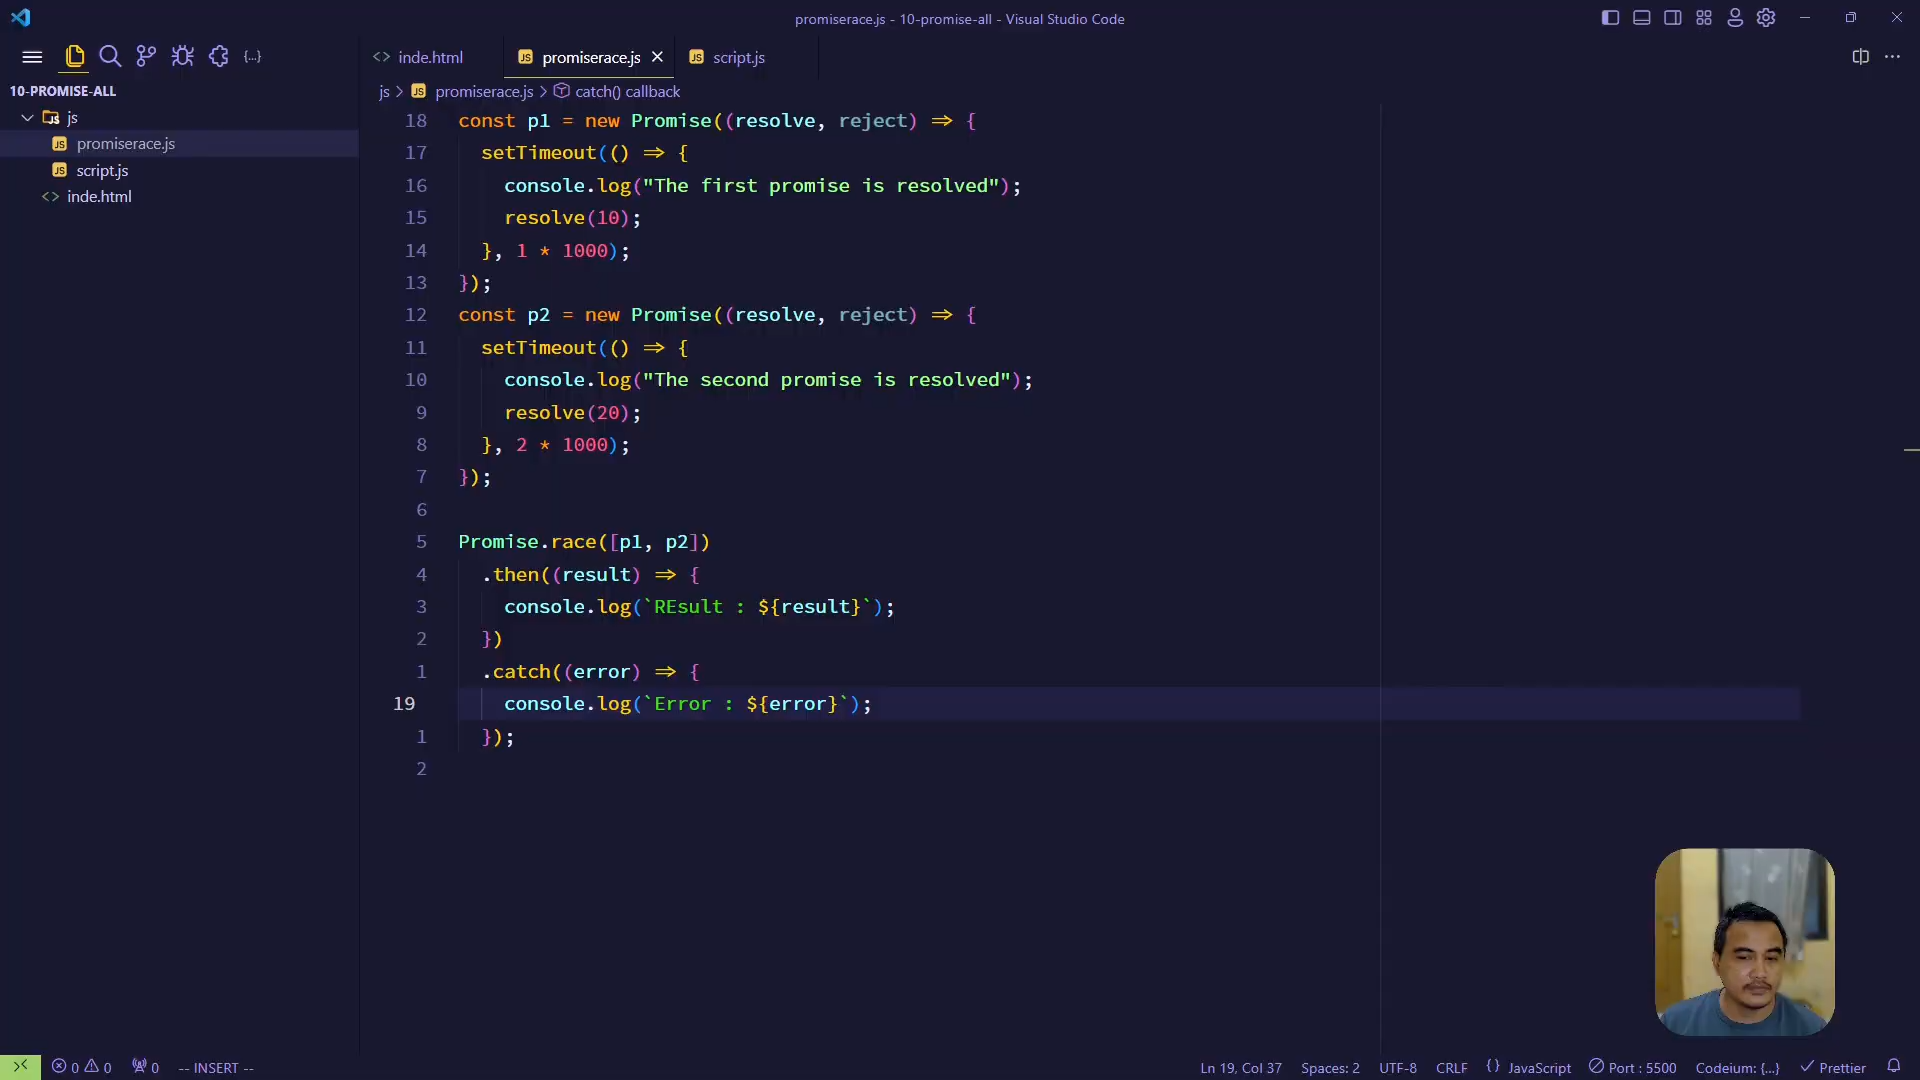 promiserace.js - 10-promise-all - Visual Studio Code
inde.html
promiserace.js
script.js
10-PROMISE-ALL
js
promiserace.js
script.js
inde.html
js > promiserace.js > catch() callback
18 const p1 = new Promise((resolve, reject) => {
17 setTimeout(() => {
16 console.log("The first promise is resolved");
15 resolve(10);
14 }, 1 * 1000);
13 });
12 const p2 = new Promise((resolve, reject) => {
11 setTimeout(() => {
10 console.log("The second promise is resolved");
9 resolve(20);
8 }, 2 * 1000);
7 });
6
5 Promise.race([p1, p2])
4 .then((result) => {
3 console.log(`REsult : ${result}`);
2 })
1 .catch((error) => {
19 console.log(`Error : ${error}`);
1 });
2
0 0 0 -- INSERT -- Ln 19, Col 37 Spaces: 2 UTF-8 CRLF {} JavaScript Port : 5500 Codeium: {...} Prettier